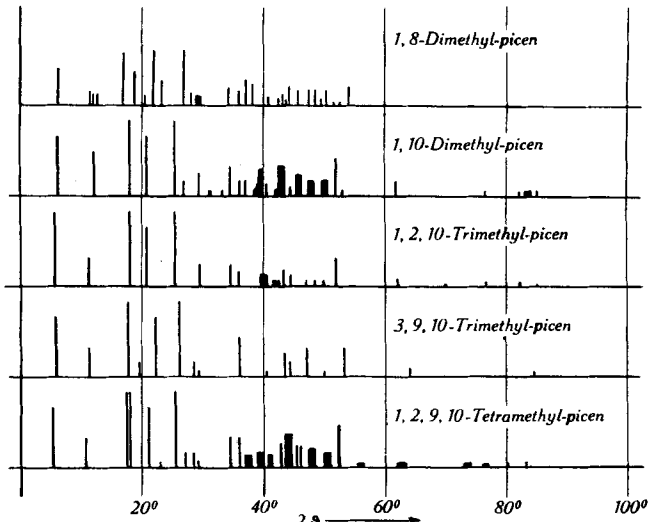 1, 8-Dimethyl-picen
1, 10-Dimethyl-picen
1, 2, 10-Trimethyl-picen
3, 9, 10-Trimethyl-picen
1, 2, 9, 10-Tetramethyl-picen
20° 40° 60° 80° 100°
2 ϑ